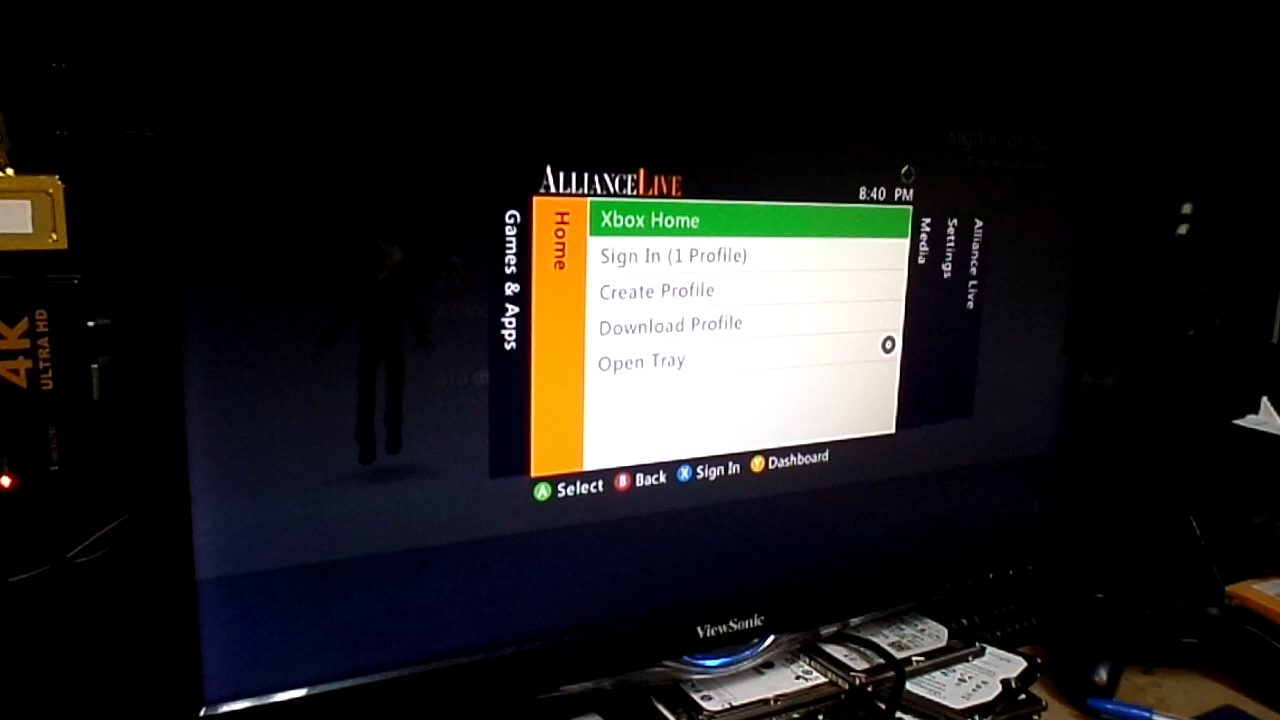 ALLIANCELIVE
8:40 PM
Games & Apps
Home
Xbox Home
Sign In (1 Profile)
Create Profile
Download Profile
Open Tray
Media
Settings
Alliance Live
A Select B Back X Sign In Y Dashboard
ViewSonic
4K
ULTRA HD